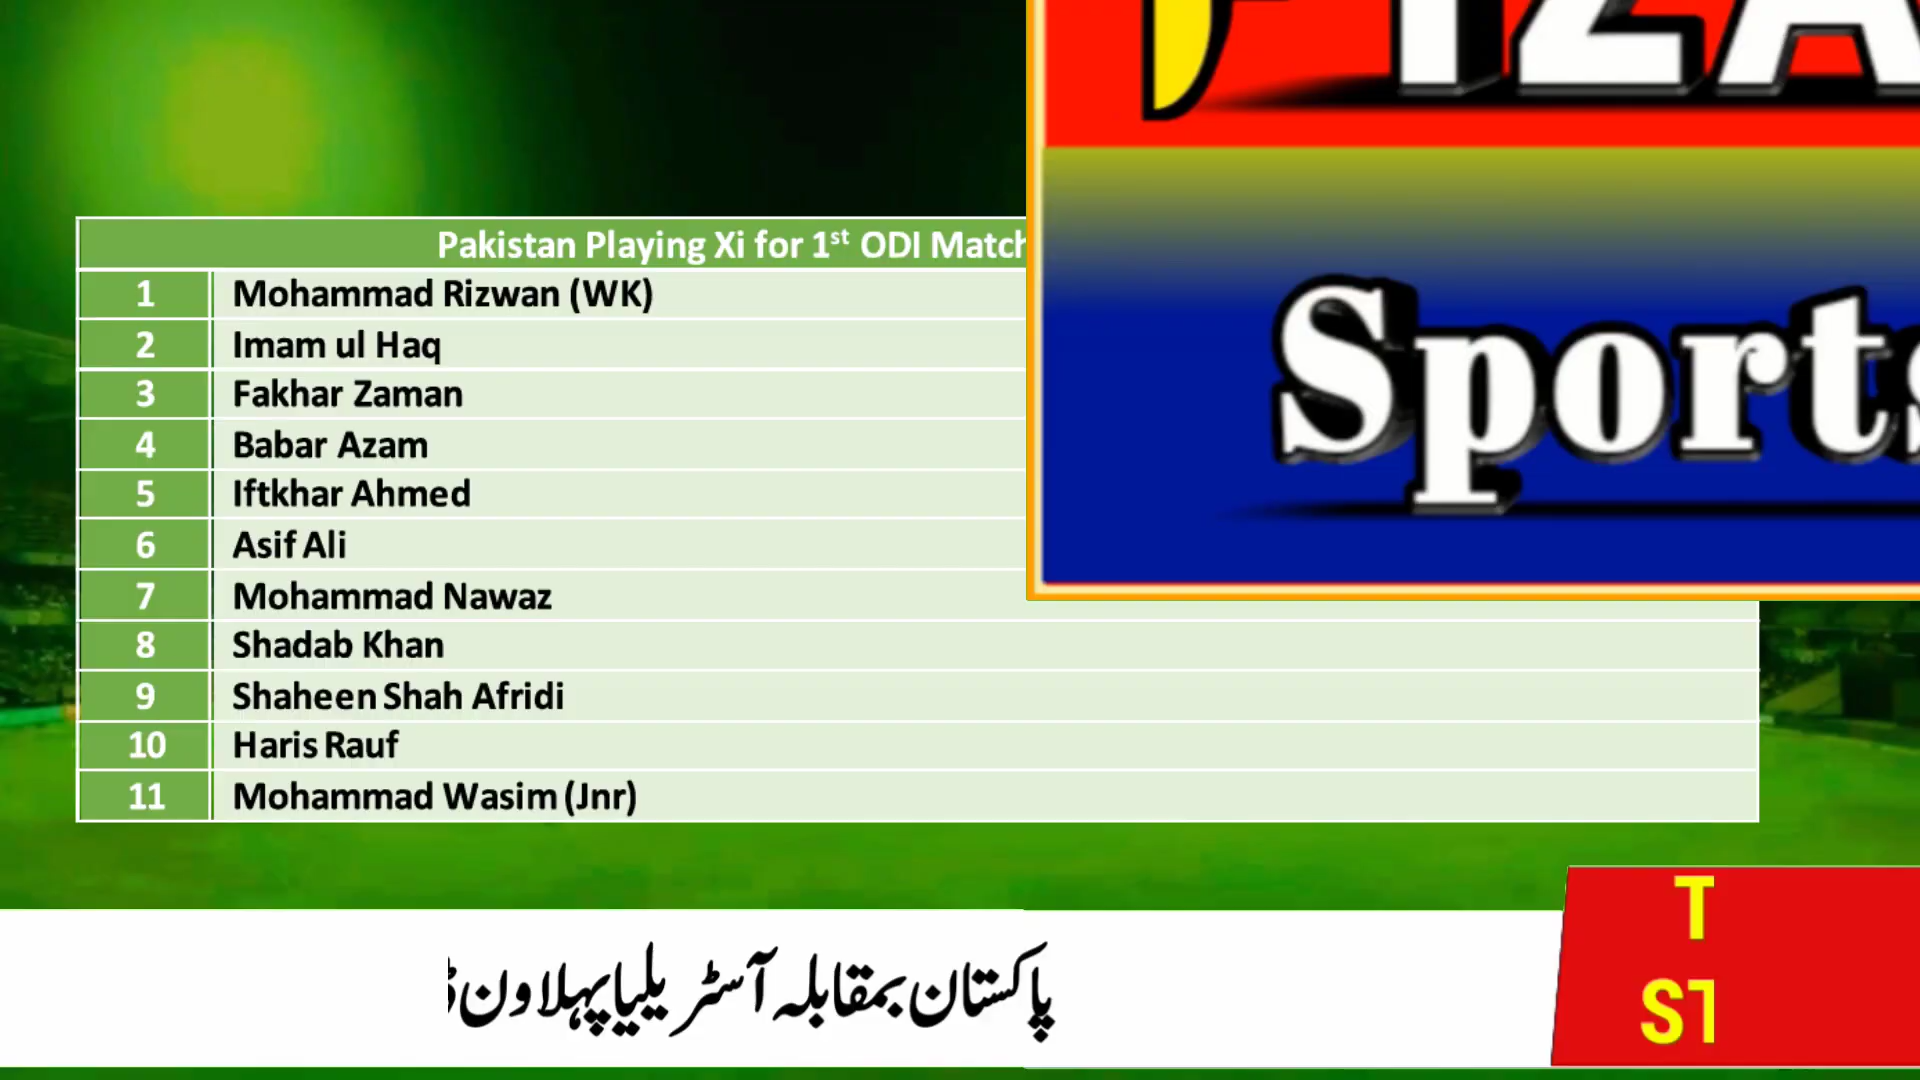 Pakistan Playing Xi for 1st ODI Match
1 Mohammad Rizwan (WK)
2 Imam ul Haq
3 Fakhar Zaman
4 Babar Azam
5 Iftkhar Ahmed
6 Asif Ali
7 Mohammad Nawaz
8 Shadab Khan
9 Shaheen Shah Afridi
10 Haris Rauf
11 Mohammad Wasim (Jnr)
Sports
پاکستان بمقابلہ آسٹریلیا پہلا ون